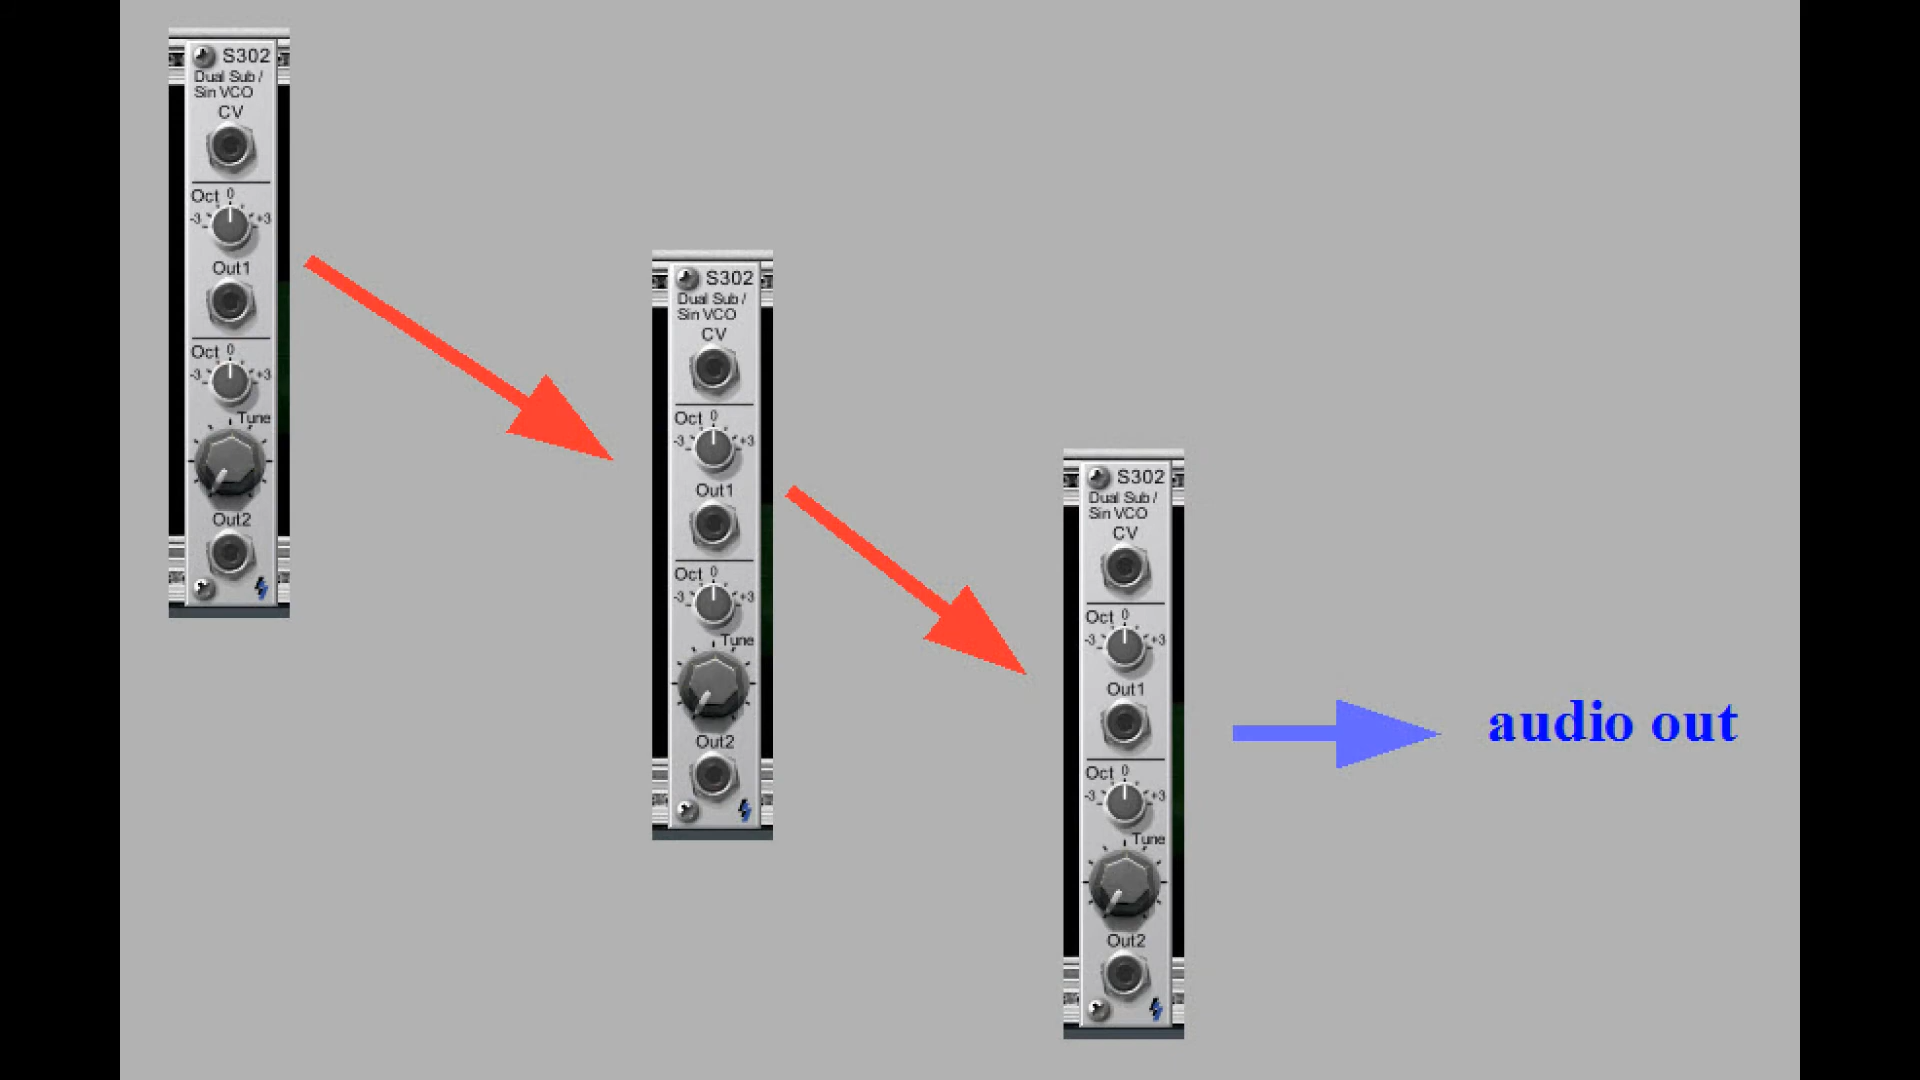 S302
Dual Sub /
Sin VCO
CV
Oct 0
-3 +3
Out1
Oct 0
-3 +3
Tune
Out2
S302
Dual Sub /
Sin VCO
CV
Oct 0
-3 +3
Out1
Oct 0
-3 +3
Tune
Out2
S302
Dual Sub /
Sin VCO
CV
Oct 0
-3 +3
Out1
Oct 0
-3 +3
Tune
Out2
audio out